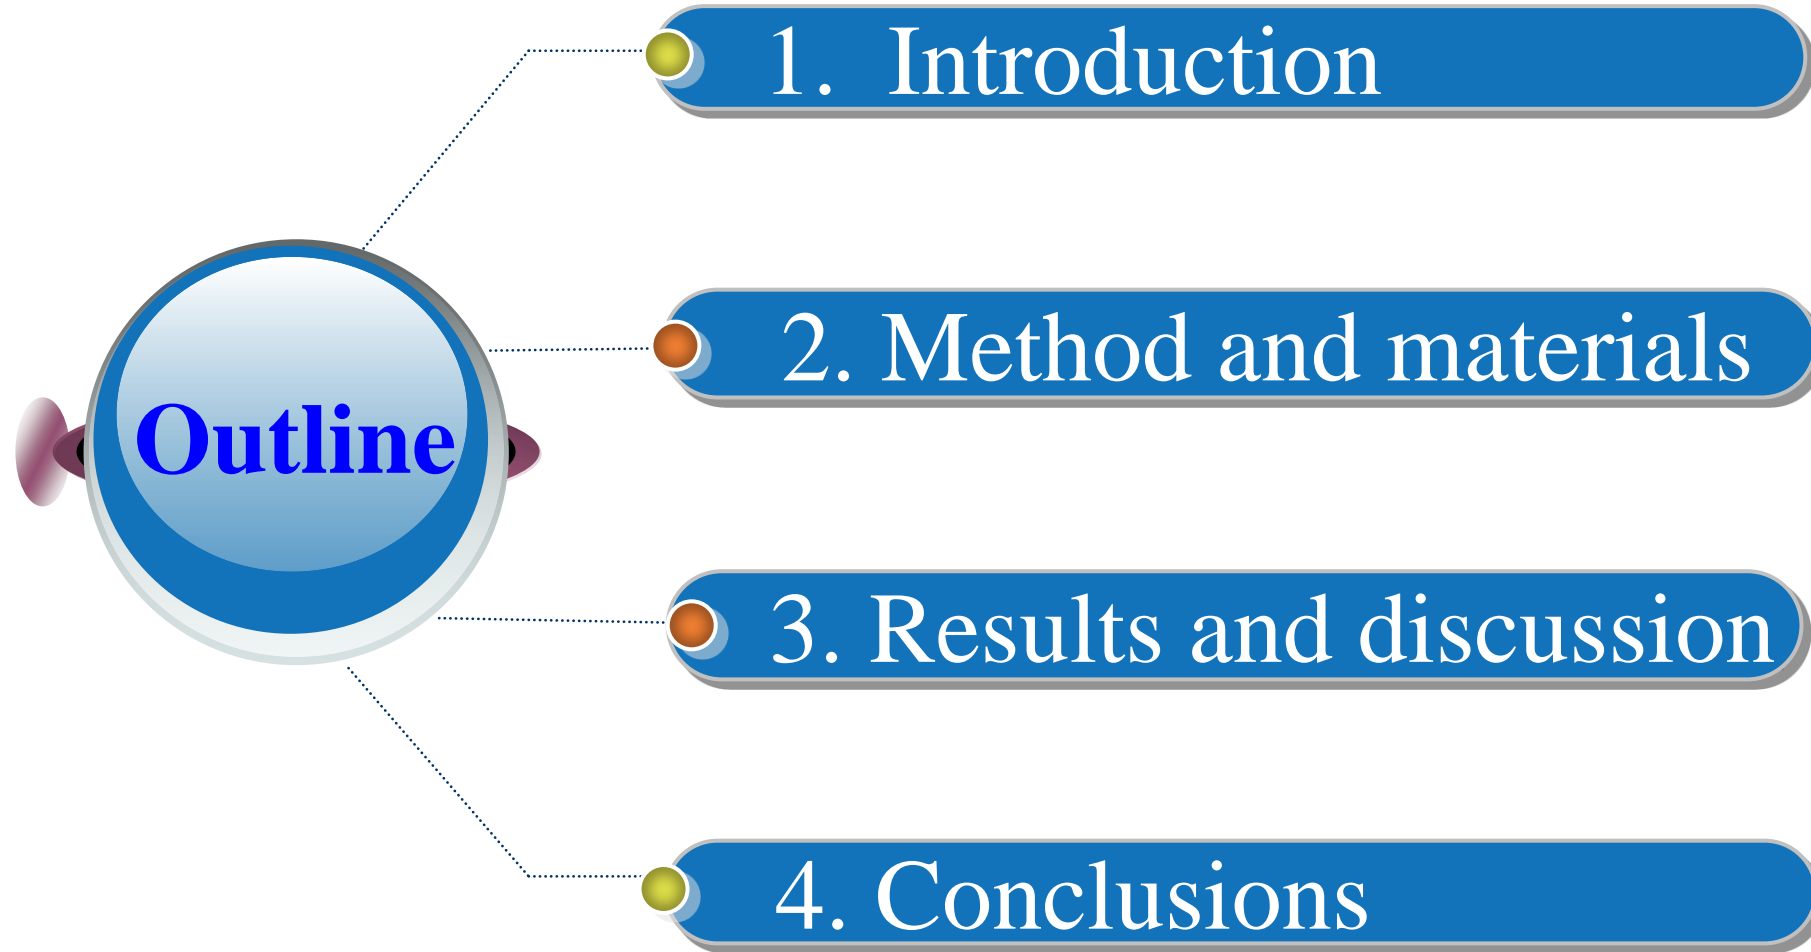 1. Introduction
2. Method and materials
Outline
3. Results and discussion
4. Conclusions